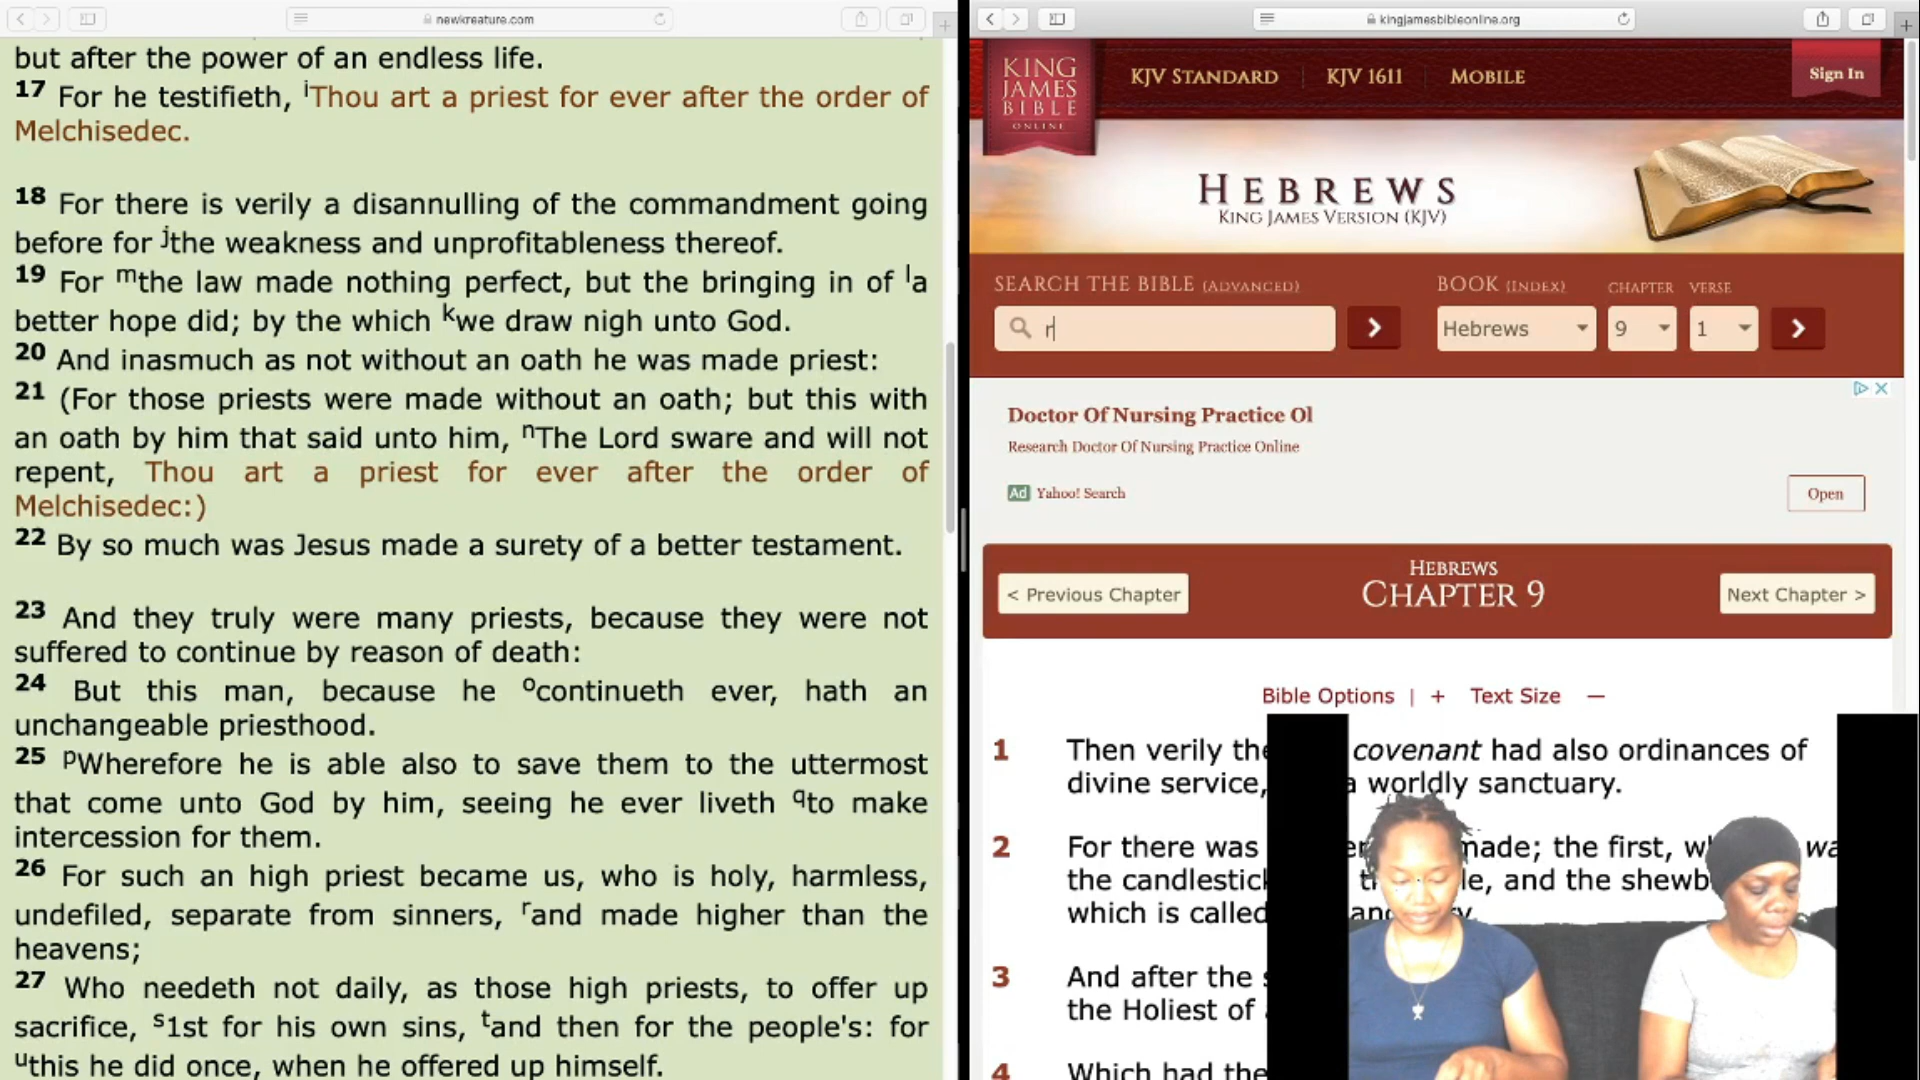 newkreature.com
but after the power of an endless life.
17 For he testifieth, iThou art a priest for ever after the order of
Melchisedec.
18 For there is verily a disannulling of the commandment going
before for jthe weakness and unprofitableness thereof.
19 For mthe law made nothing perfect, but the bringing in of la
better hope did; by the which kwe draw nigh unto God.
20 And inasmuch as not without an oath he was made priest:
21 (For those priests were made without an oath; but this with
an oath by him that said unto him, nThe Lord sware and will not
repent, Thou art a priest for ever after the order of
Melchisedec:)
22 By so much was Jesus made a surety of a better testament.
23 And they truly were many priests, because they were not
suffered to continue by reason of death:
24 But this man, because he ocontinueth ever, hath an
unchangeable priesthood.
25 pWherefore he is able also to save them to the uttermost
that come unto God by him, seeing he ever liveth qto make
intercession for them.
26 For such an high priest became us, who is holy, harmless,
undefiled, separate from sinners, rand made higher than the
heavens;
27 Who needeth not daily, as those high priests, to offer up
sacrifice, s1st for his own sins, tand then for the people's: for
uthis he did once, when he offered up himself.
kingjamesbibleonline.org
KING
JAMES
BIBLE
ONLINE
KJV STANDARD KJV 1611 MOBILE
Sign In
HEBREWS
KING JAMES VERSION (KJV)
SEARCH THE BIBLE (ADVANCED) BOOK (INDEX) CHAPTER VERSE
r Hebrews 9 1
Doctor Of Nursing Practice Ol
Research Doctor Of Nursing Practice Online
Ad Yahoo! Search
Open
< Previous Chapter
HEBREWS
CHAPTER 9
Next Chapter >
Bible Options | + Text Size —
1 Then verily the covenant had also ordinances of
divine service, a worldly sanctuary.
2 For there was made; the first,
the candlestick and the
which is called
3 And after the
the Holiest of
4 Which had the